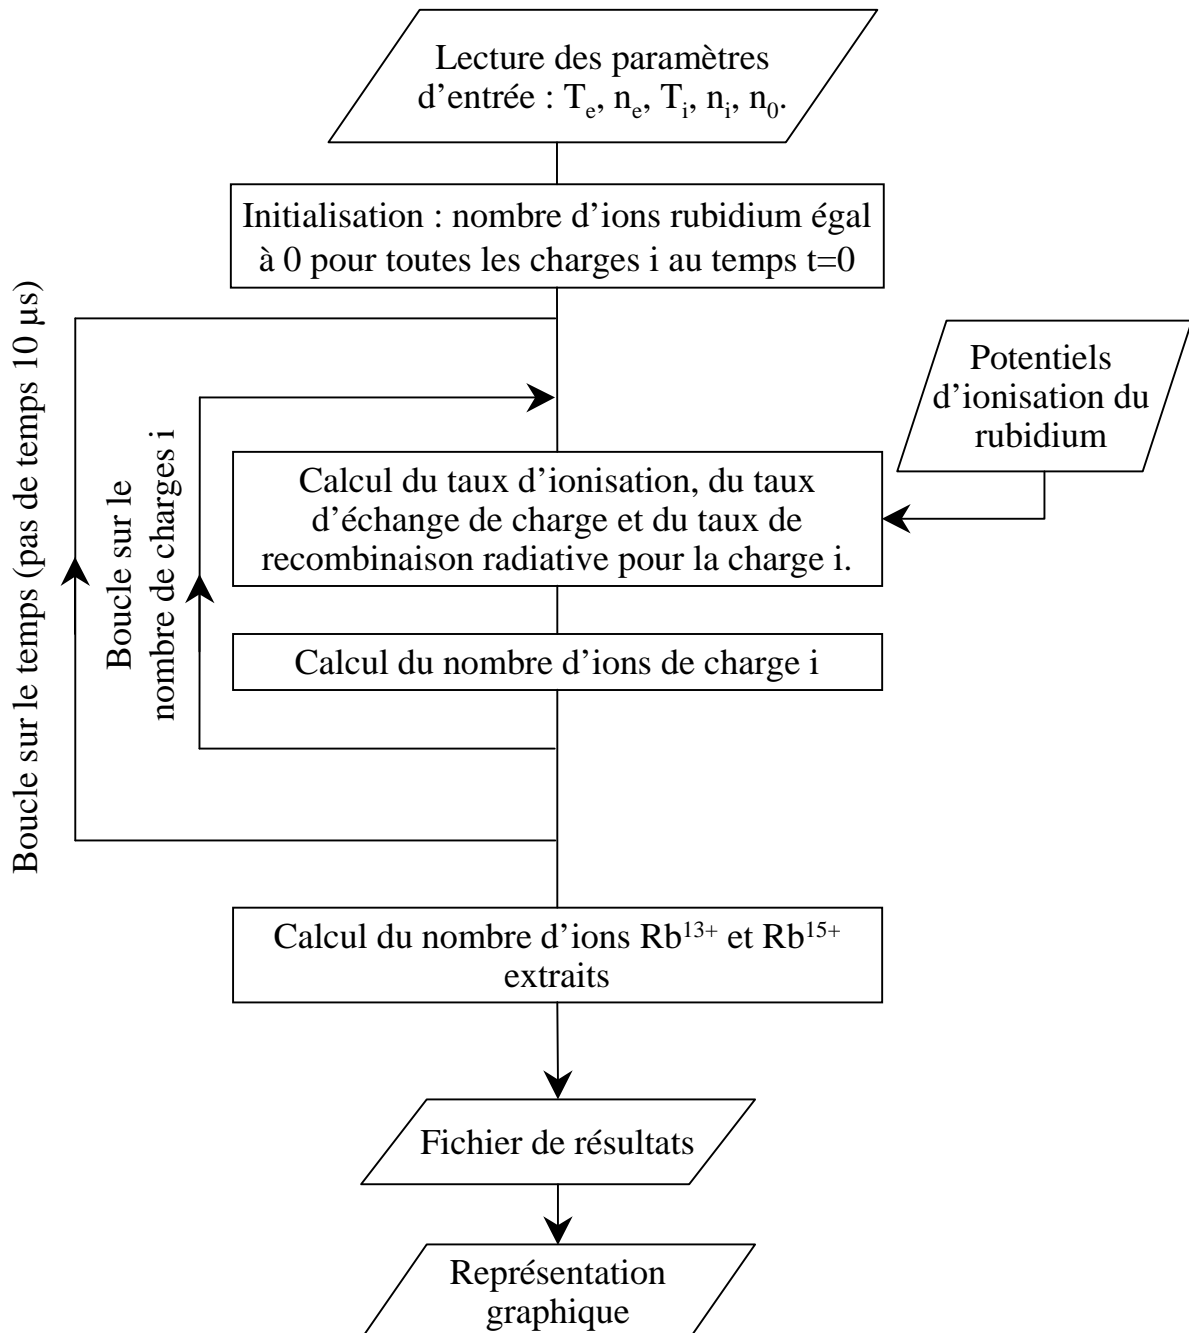 Lecture des paramètres
d’entrée : Tₑ, nₑ, Tᵢ, nᵢ, n₀.
Initialisation : nombre d’ions rubidium égal
à 0 pour toutes les charges i au temps t=0
Boucle sur le temps (pas de temps 10 µs)
Boucle sur le
nombre de charges i
Potentiels
d’ionisation du
rubidium
Calcul du taux d’ionisation, du taux
d’échange de charge et du taux de
recombinaison radiative pour la charge i.
Calcul du nombre d’ions de charge i
Calcul du nombre d’ions Rb¹³⁺ et Rb¹⁵⁺
extraits
Fichier de résultats
Représentation
graphique